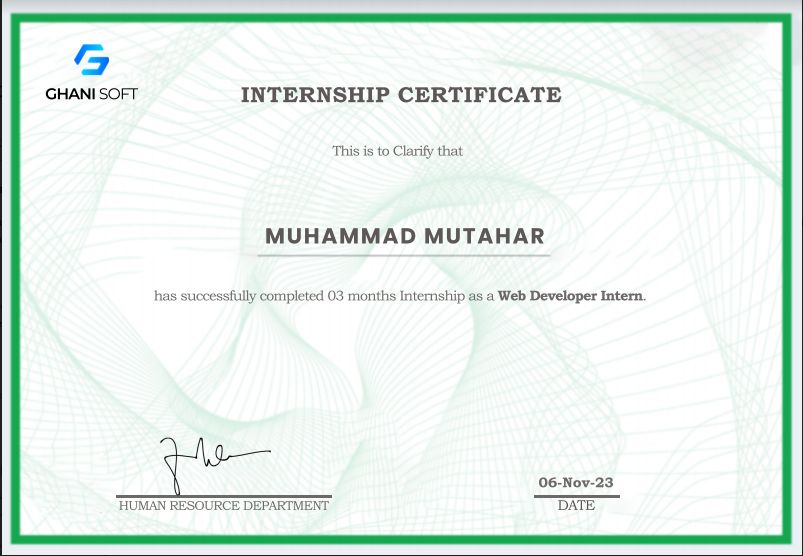 GHANI SOFT
INTERNSHIP CERTIFICATE
This is to Clarify that
MUHAMMAD MUTAHAR
has successfully completed 03 months Internship as a Web Developer Intern.
06-Nov-23
HUMAN RESOURCE DEPARTMENT
DATE